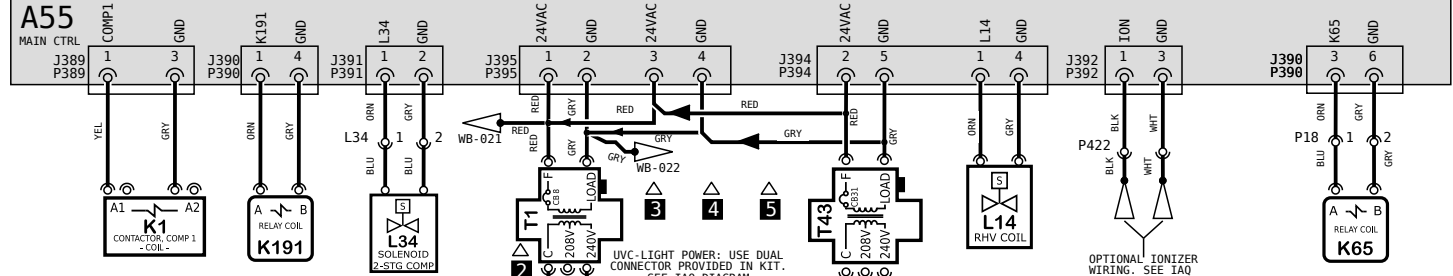 A55
MAIN CTRL
COMP1 GND K191 GND L34 GND 24VAC GND 24VAC GND 24VAC GND L14 GND ION GND K65 GND
J389 1 3 J390 1 4 J391 1 2 J395 1 2 3 4 J394 2 5 1 4 J392 1 3 J390 3 6
P389 P390 P391 P395 P394 P392 P390
YEL GRY ORN GRY ORN GRY RED GRY RED RED RED GRY ORN GRY BLK WHT ORN GRY
WB-021 RED RED GRY GRY GRY
L34 1 2 P422 P18 1 2
BLU BLU GRY WB-022 BLK WHT BLU GRY
A1 A2
K1
CONTACTOR, COMP 1
- COIL -
A B
RELAY COIL
K191
S
L34
SOLENOID
2-STG COMP
F CB8 LOAD
T1
C 208V 240V
2
3 4 5
UVC-LIGHT POWER: USE DUAL
CONNECTOR PROVIDED IN KIT.
SEE IAQ DIAGRAM
F CB31 LOAD
T43
C 208V 240V
S
L14
RHV COIL
OPTIONAL IONIZER
WIRING. SEE IAQ
A B
RELAY COIL
K65